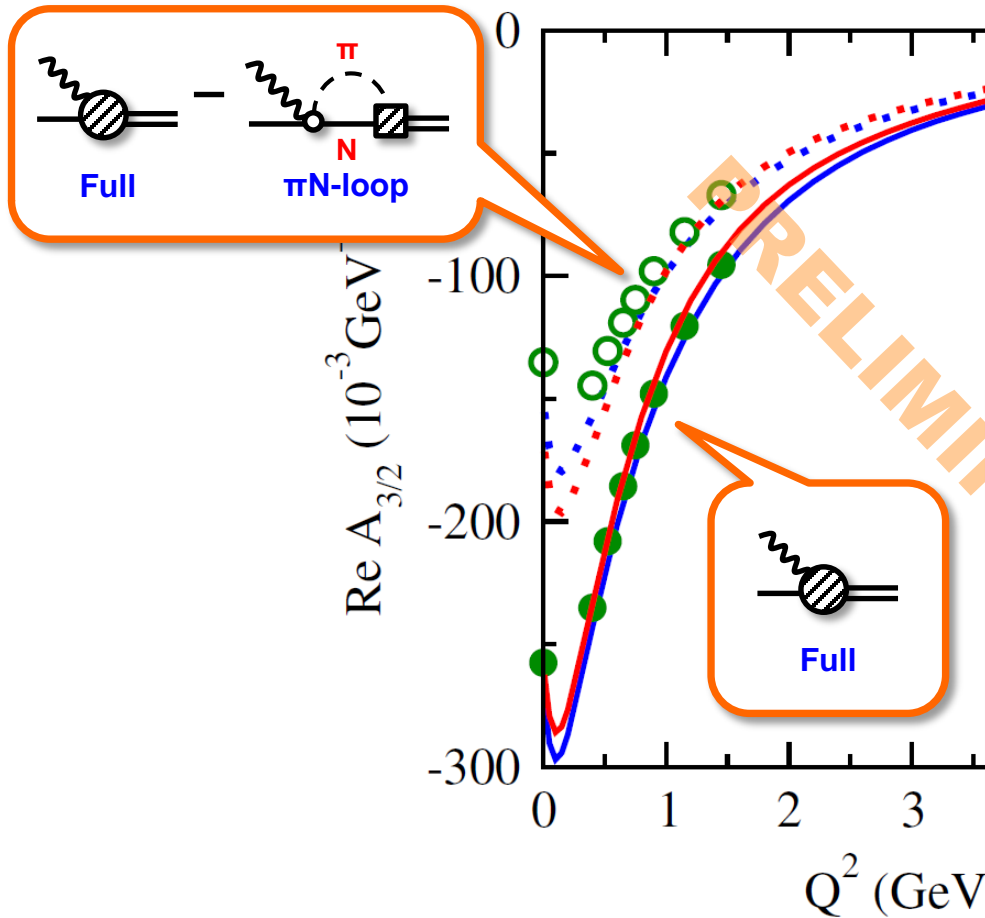 π
N
Full
πN-loop
0
-100
-200
-300
Re A3/2 (10-3GeV-
PRELIMI
Full
0
1
2
3
Q2 (GeV